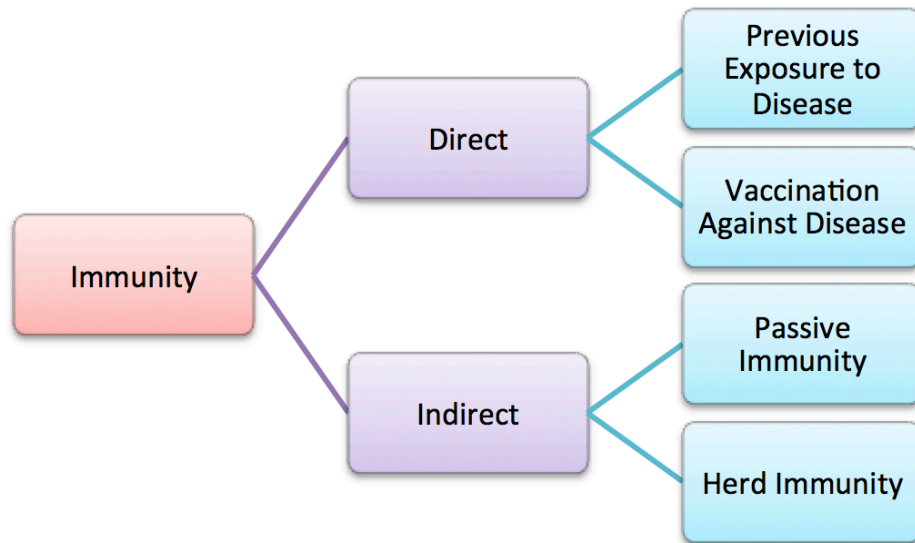 Immunity
Direct
Indirect
Previous
Exposure to
Disease
Vaccination
Against Disease
Passive
Immunity
Herd Immunity